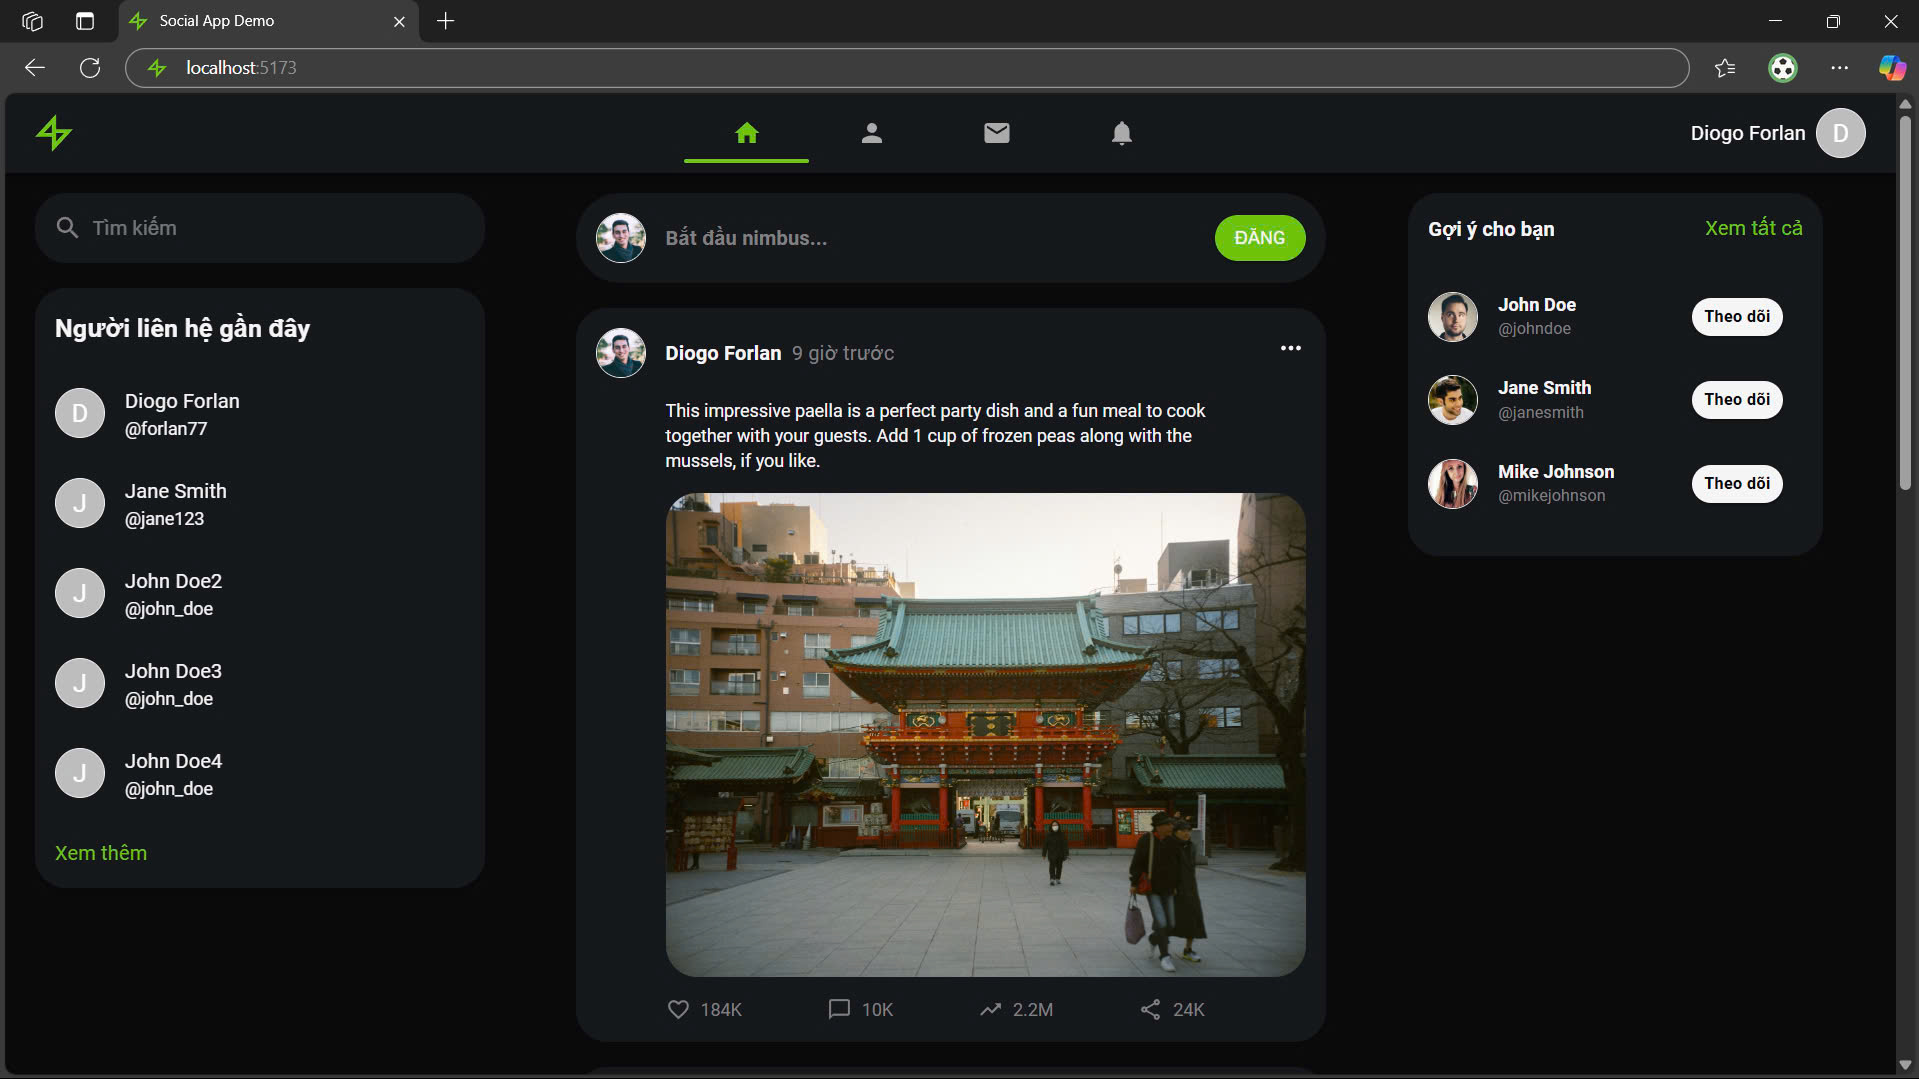 Social App Demo
localhost:5173
Diogo Forlan
D
Tìm kiếm
Người liên hệ gần đây
D
Diogo Forlan
@forlan77
J
Jane Smith
@jane123
J
John Doe2
@john_doe
J
John Doe3
@john_doe
J
John Doe4
@john_doe
Xem thêm
Bắt đầu nimbus...
ĐĂNG
Diogo Forlan 9 giờ trước
This impressive paella is a perfect party dish and a fun meal to cook
together with your guests. Add 1 cup of frozen peas along with the
mussels, if you like.
184K
10K
2.2M
24K
Gợi ý cho bạn
Xem tất cả
John Doe
@johndoe
Theo dõi
Jane Smith
@janesmith
Theo dõi
Mike Johnson
@mikejohnson
Theo dõi